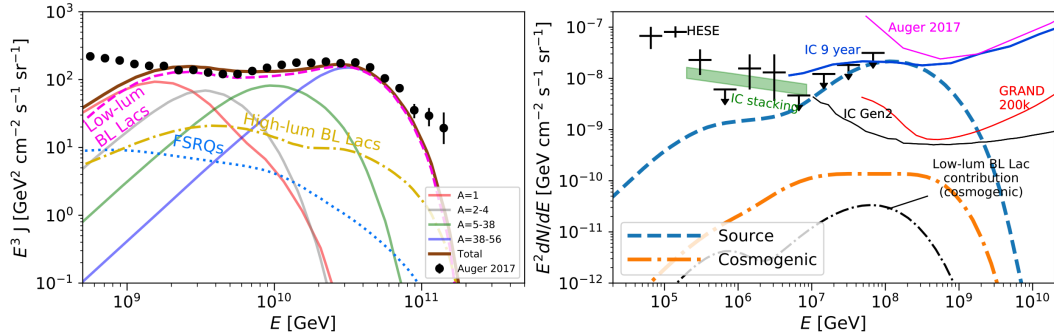 E³ J [GeV² cm⁻² s⁻¹ sr⁻¹]
10³
10²
10¹
10⁰
10⁻¹
Low-lum
BL Lacs
FSRQs
High-lum BL Lacs
A=1
A=2-4
A=5-38
A=38-56
Total
Auger 2017
10⁹
10¹⁰
10¹¹
E [GeV]
E²dN/dE [GeV cm⁻² s⁻¹ sr⁻¹]
10⁻⁷
10⁻⁸
10⁻⁹
10⁻¹⁰
10⁻¹¹
10⁻¹²
HESE
Auger 2017
IC 9 year
IC stacking
IC Gen2
GRAND
200k
Low-lum BL Lac
contribution
(cosmogenic)
Source
Cosmogenic
10⁵
10⁶
10⁷
10⁸
10⁹
10¹⁰
E [GeV]